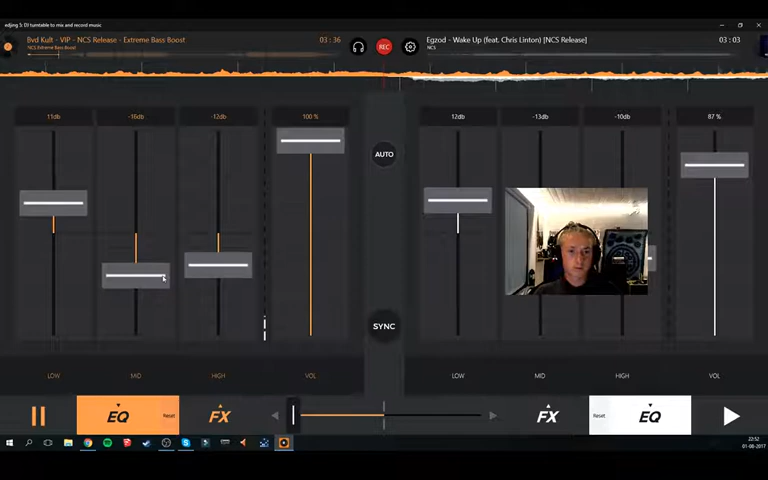 edjing 5: DJ turntable to mix and record music
Bvd Kult - VIP - NCS Release - Extreme Bass Boost
NCS Extreme Bass Boost
03 : 36
REC
Egzod - Wake Up (feat. Chris Linton) [NCS Release]
NCS
03 : 03
11db
-16db
-12db
100 %
12db
-13db
-10db
87 %
AUTO
SYNC
LOW
MID
HIGH
VOL
LOW
MID
HIGH
VOL
EQ
Reset
FX
FX
Reset
EQ
22:52
01-08-2017